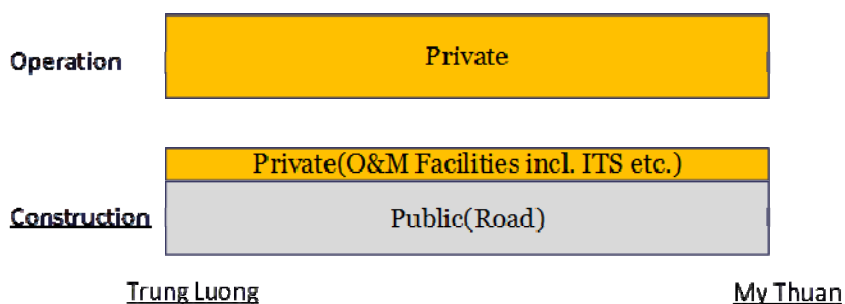 Operation
Private
Private(O&M Facilities incl. ITS etc.)
Construction
Public(Road)
Trung Luong
My Thuan